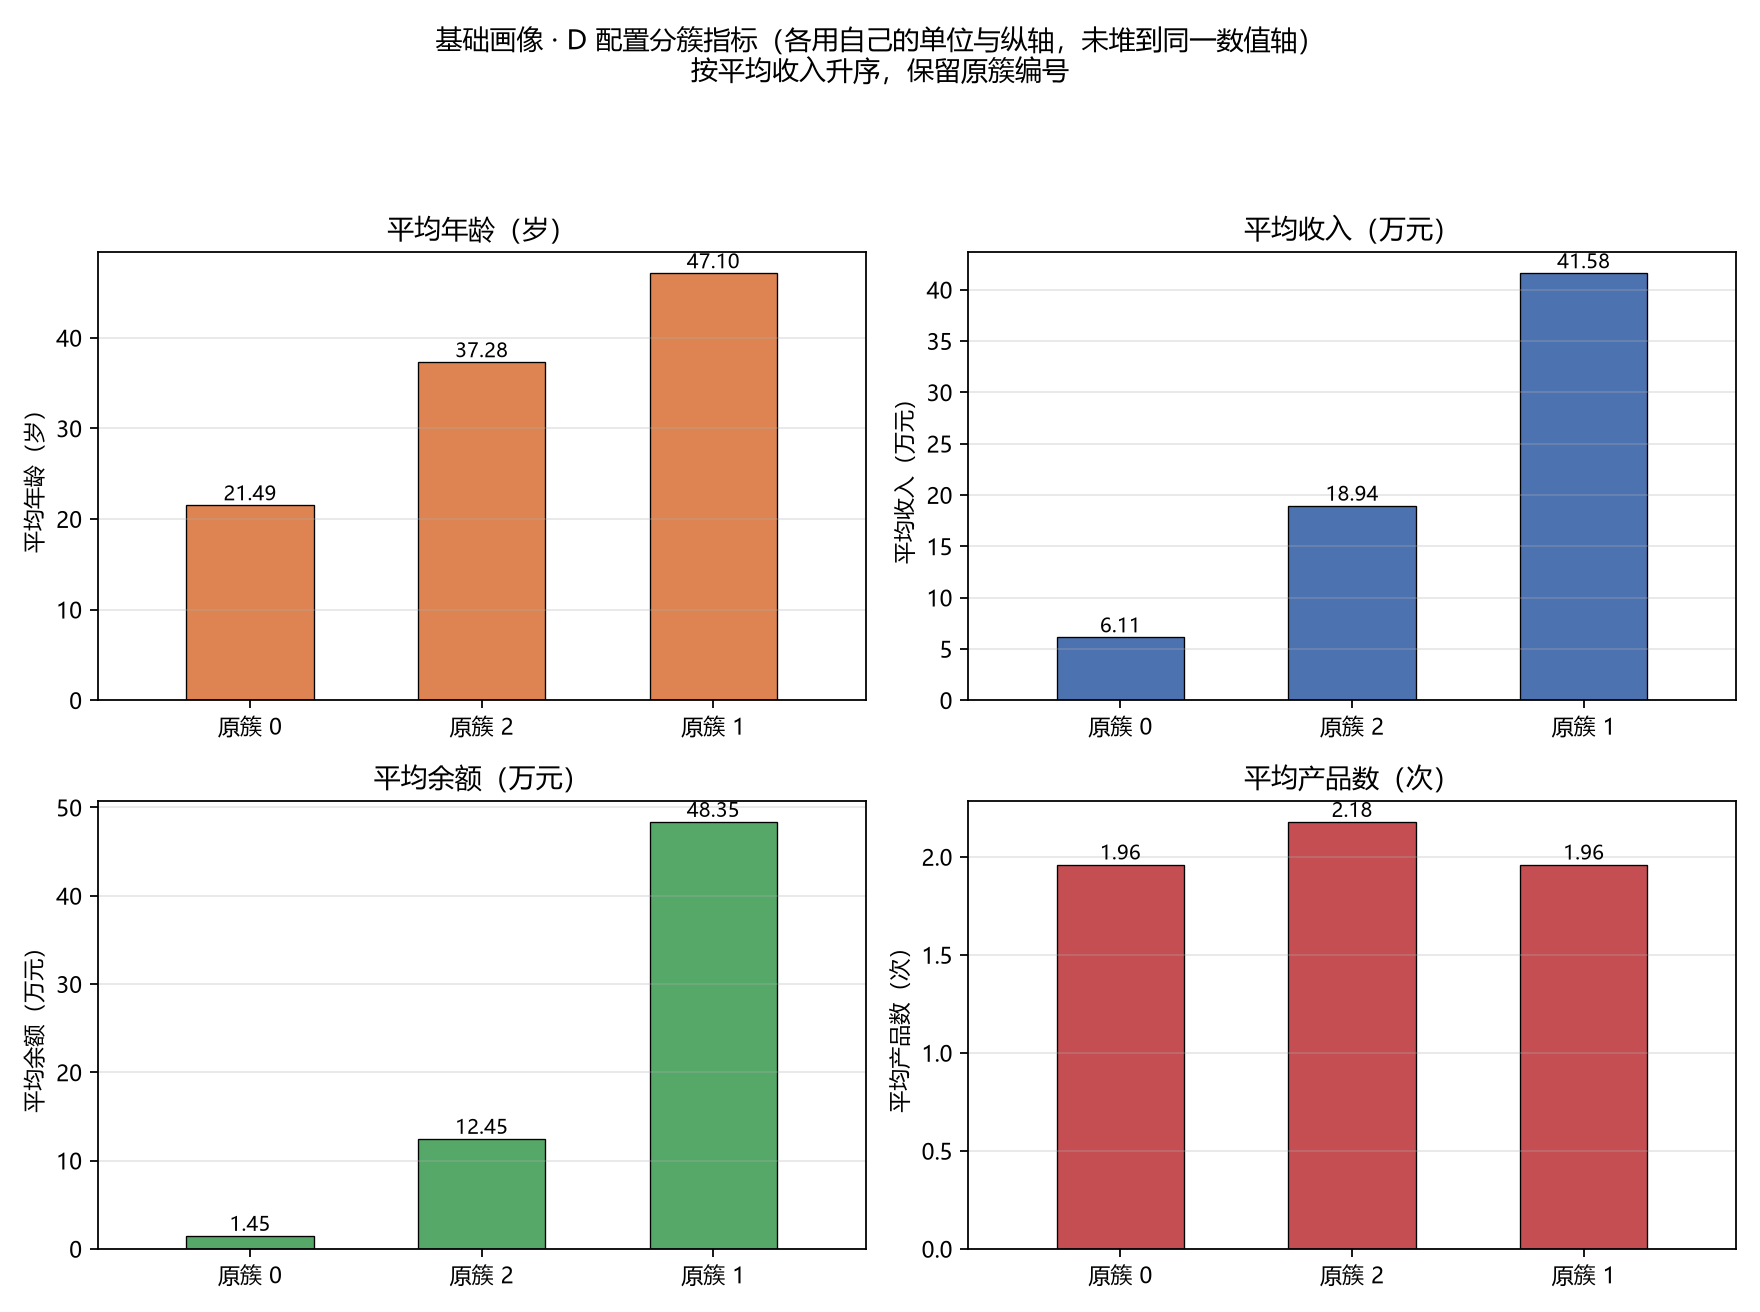 基础画像 · D 配置分簇指标（各用自己的单位与纵轴，未堆到同一数值轴）
按平均收入升序，保留原簇编号
平均年龄（岁）
平均年龄（岁）
40
30
20
10
0
21.49
37.28
47.10
原簇 0
原簇 2
原簇 1
平均收入（万元）
平均收入（万元）
40
35
30
25
20
15
10
5
0
6.11
18.94
41.58
原簇 0
原簇 2
原簇 1
平均余额（万元）
平均余额（万元）
50
40
30
20
10
0
1.45
12.45
48.35
原簇 0
原簇 2
原簇 1
平均产品数（次）
平均产品数（次）
2.0
1.5
1.0
0.5
0.0
1.96
2.18
1.96
原簇 0
原簇 2
原簇 1